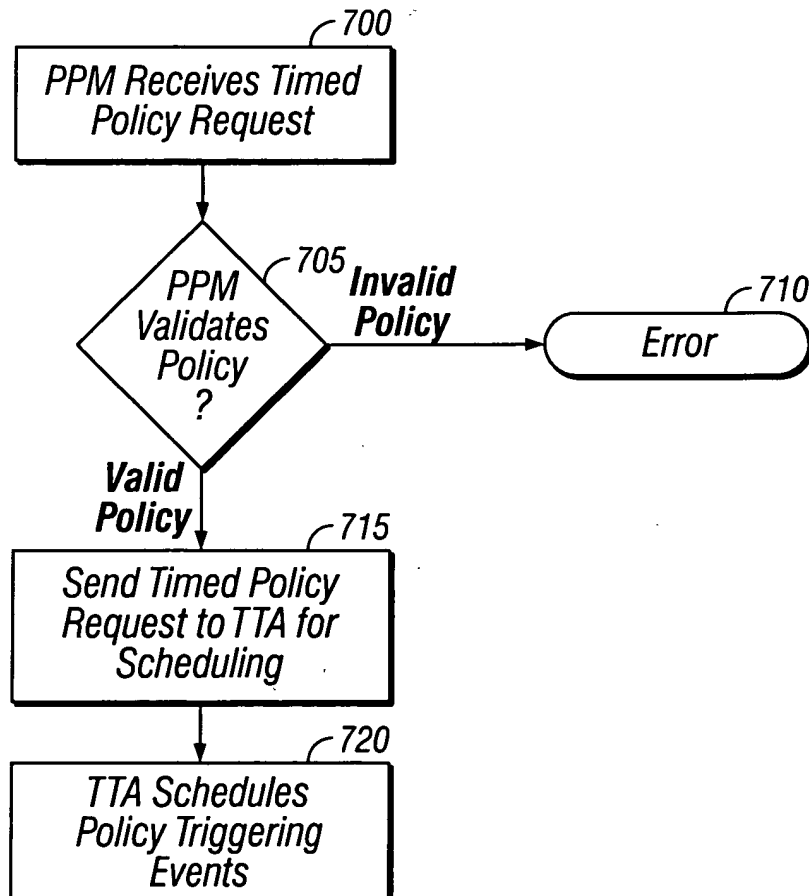 700
PPM Receives Timed
Policy Request
705
PPM
Validates
Policy
?
Invalid
Policy
710
Error
Valid
Policy
715
Send Timed Policy
Request to TTA for
Scheduling
720
TTA Schedules
Policy Triggering
Events